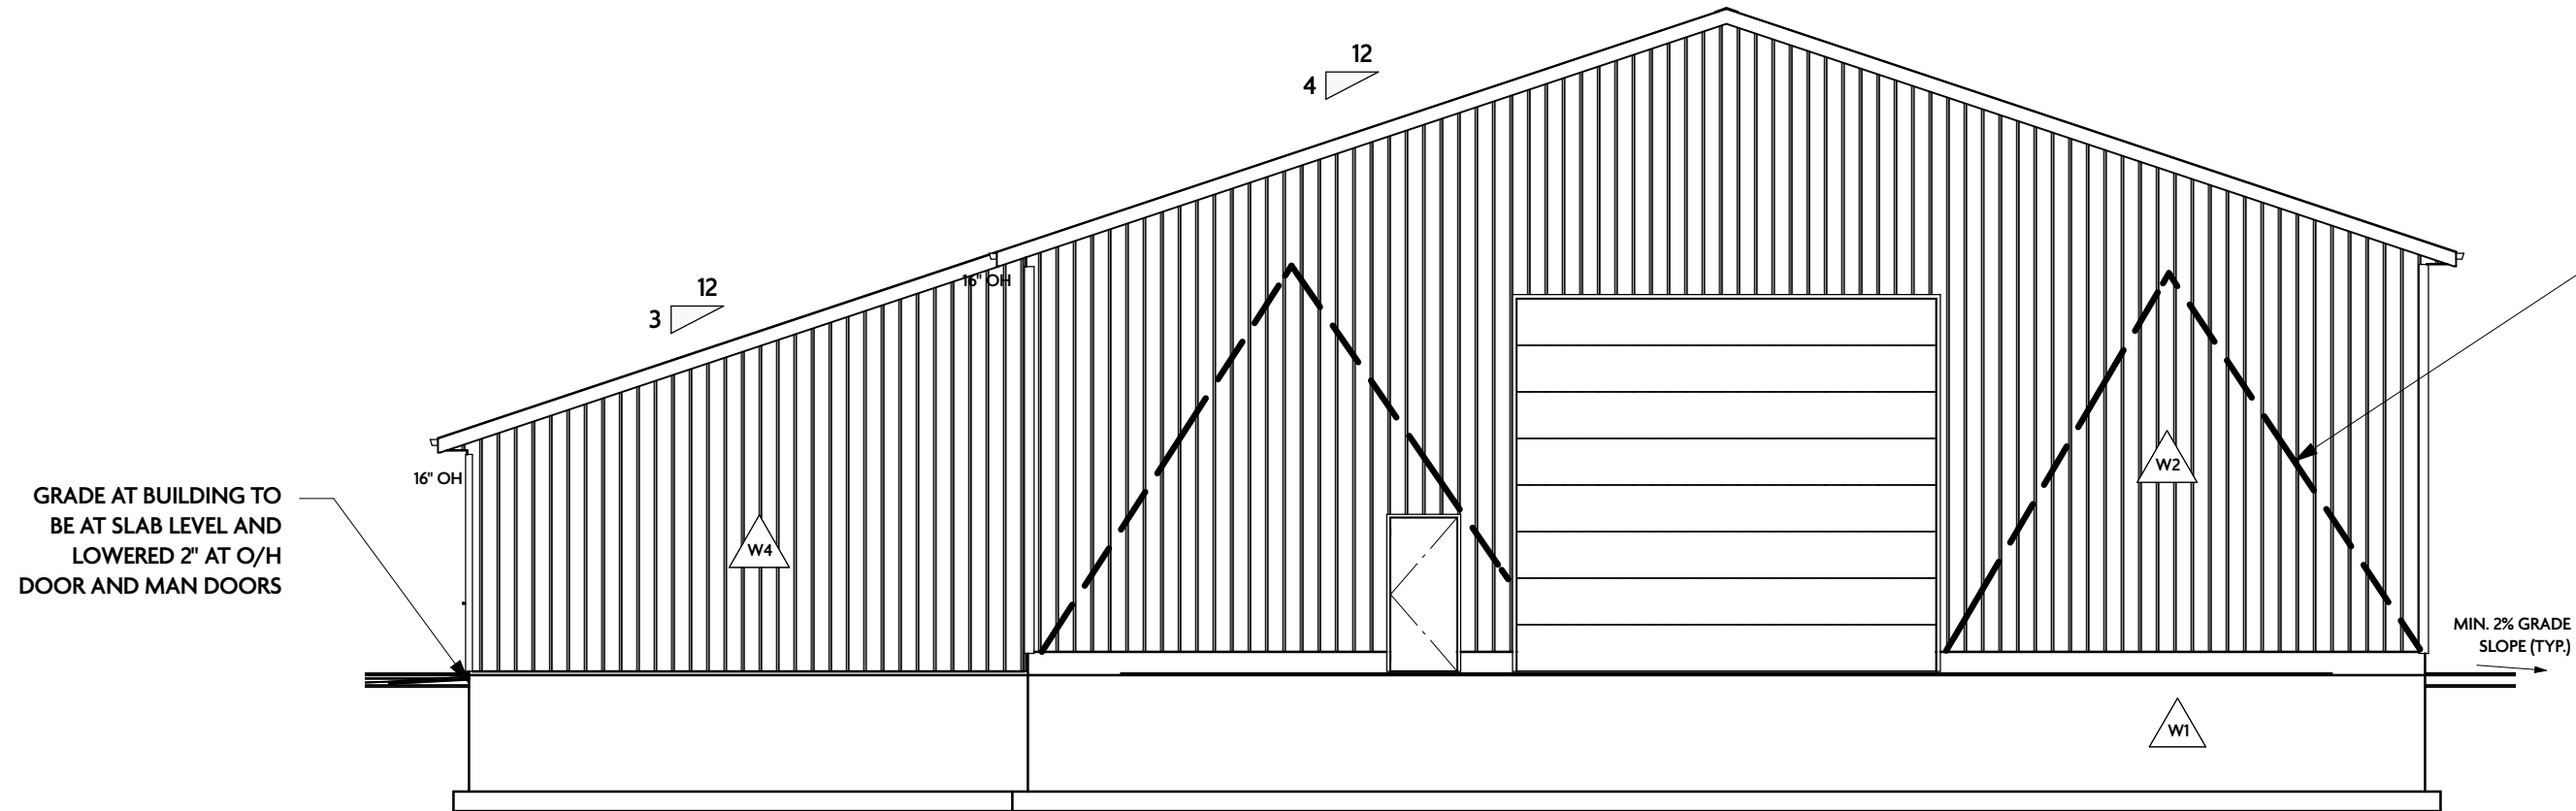 12
4
12
3
16" OH
16" OH
GRADE AT BUILDING TO
BE AT SLAB LEVEL AND
LOWERED 2" AT O/H
DOOR AND MAN DOORS
W4
W2
MIN. 2% GRADE
SLOPE (TYP.)
W1